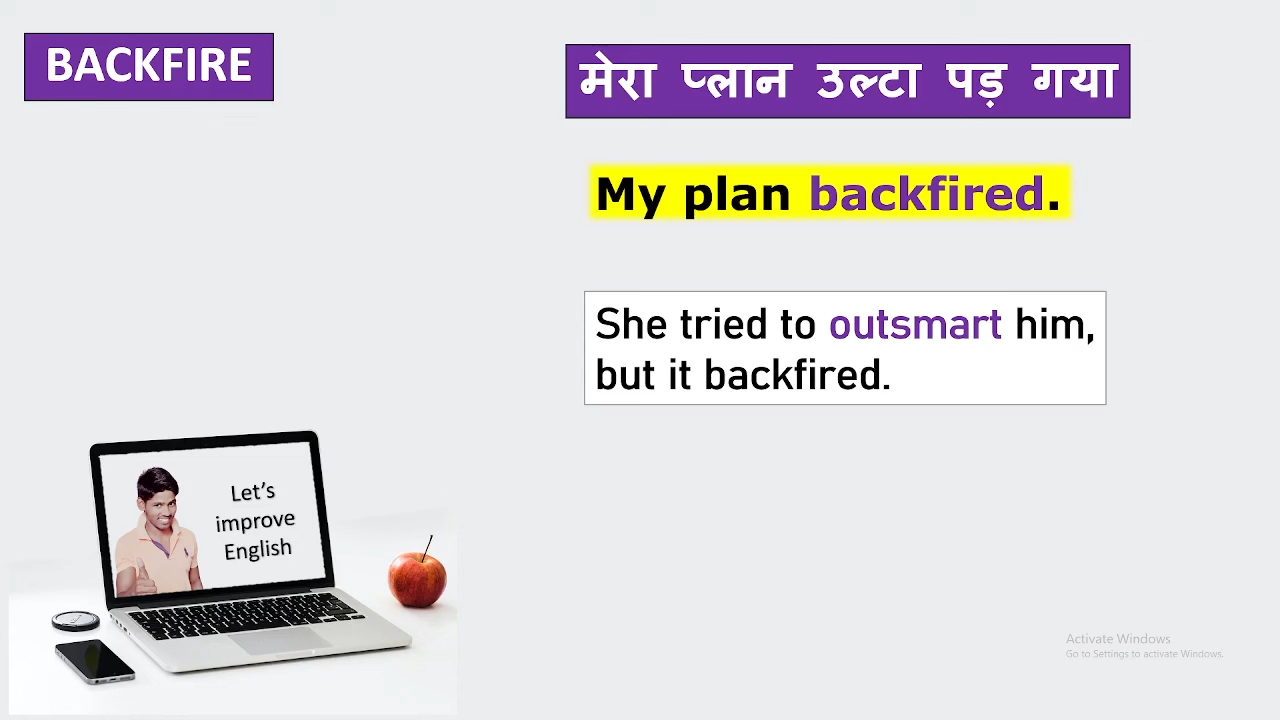 BACKFIRE
मेरा प्लान उल्टा पड़ गया
My plan backfired.
She tried to outsmart him,
but it backfired.
Let's
improve
English
Activate Windows
Go to Settings to activate Windows.